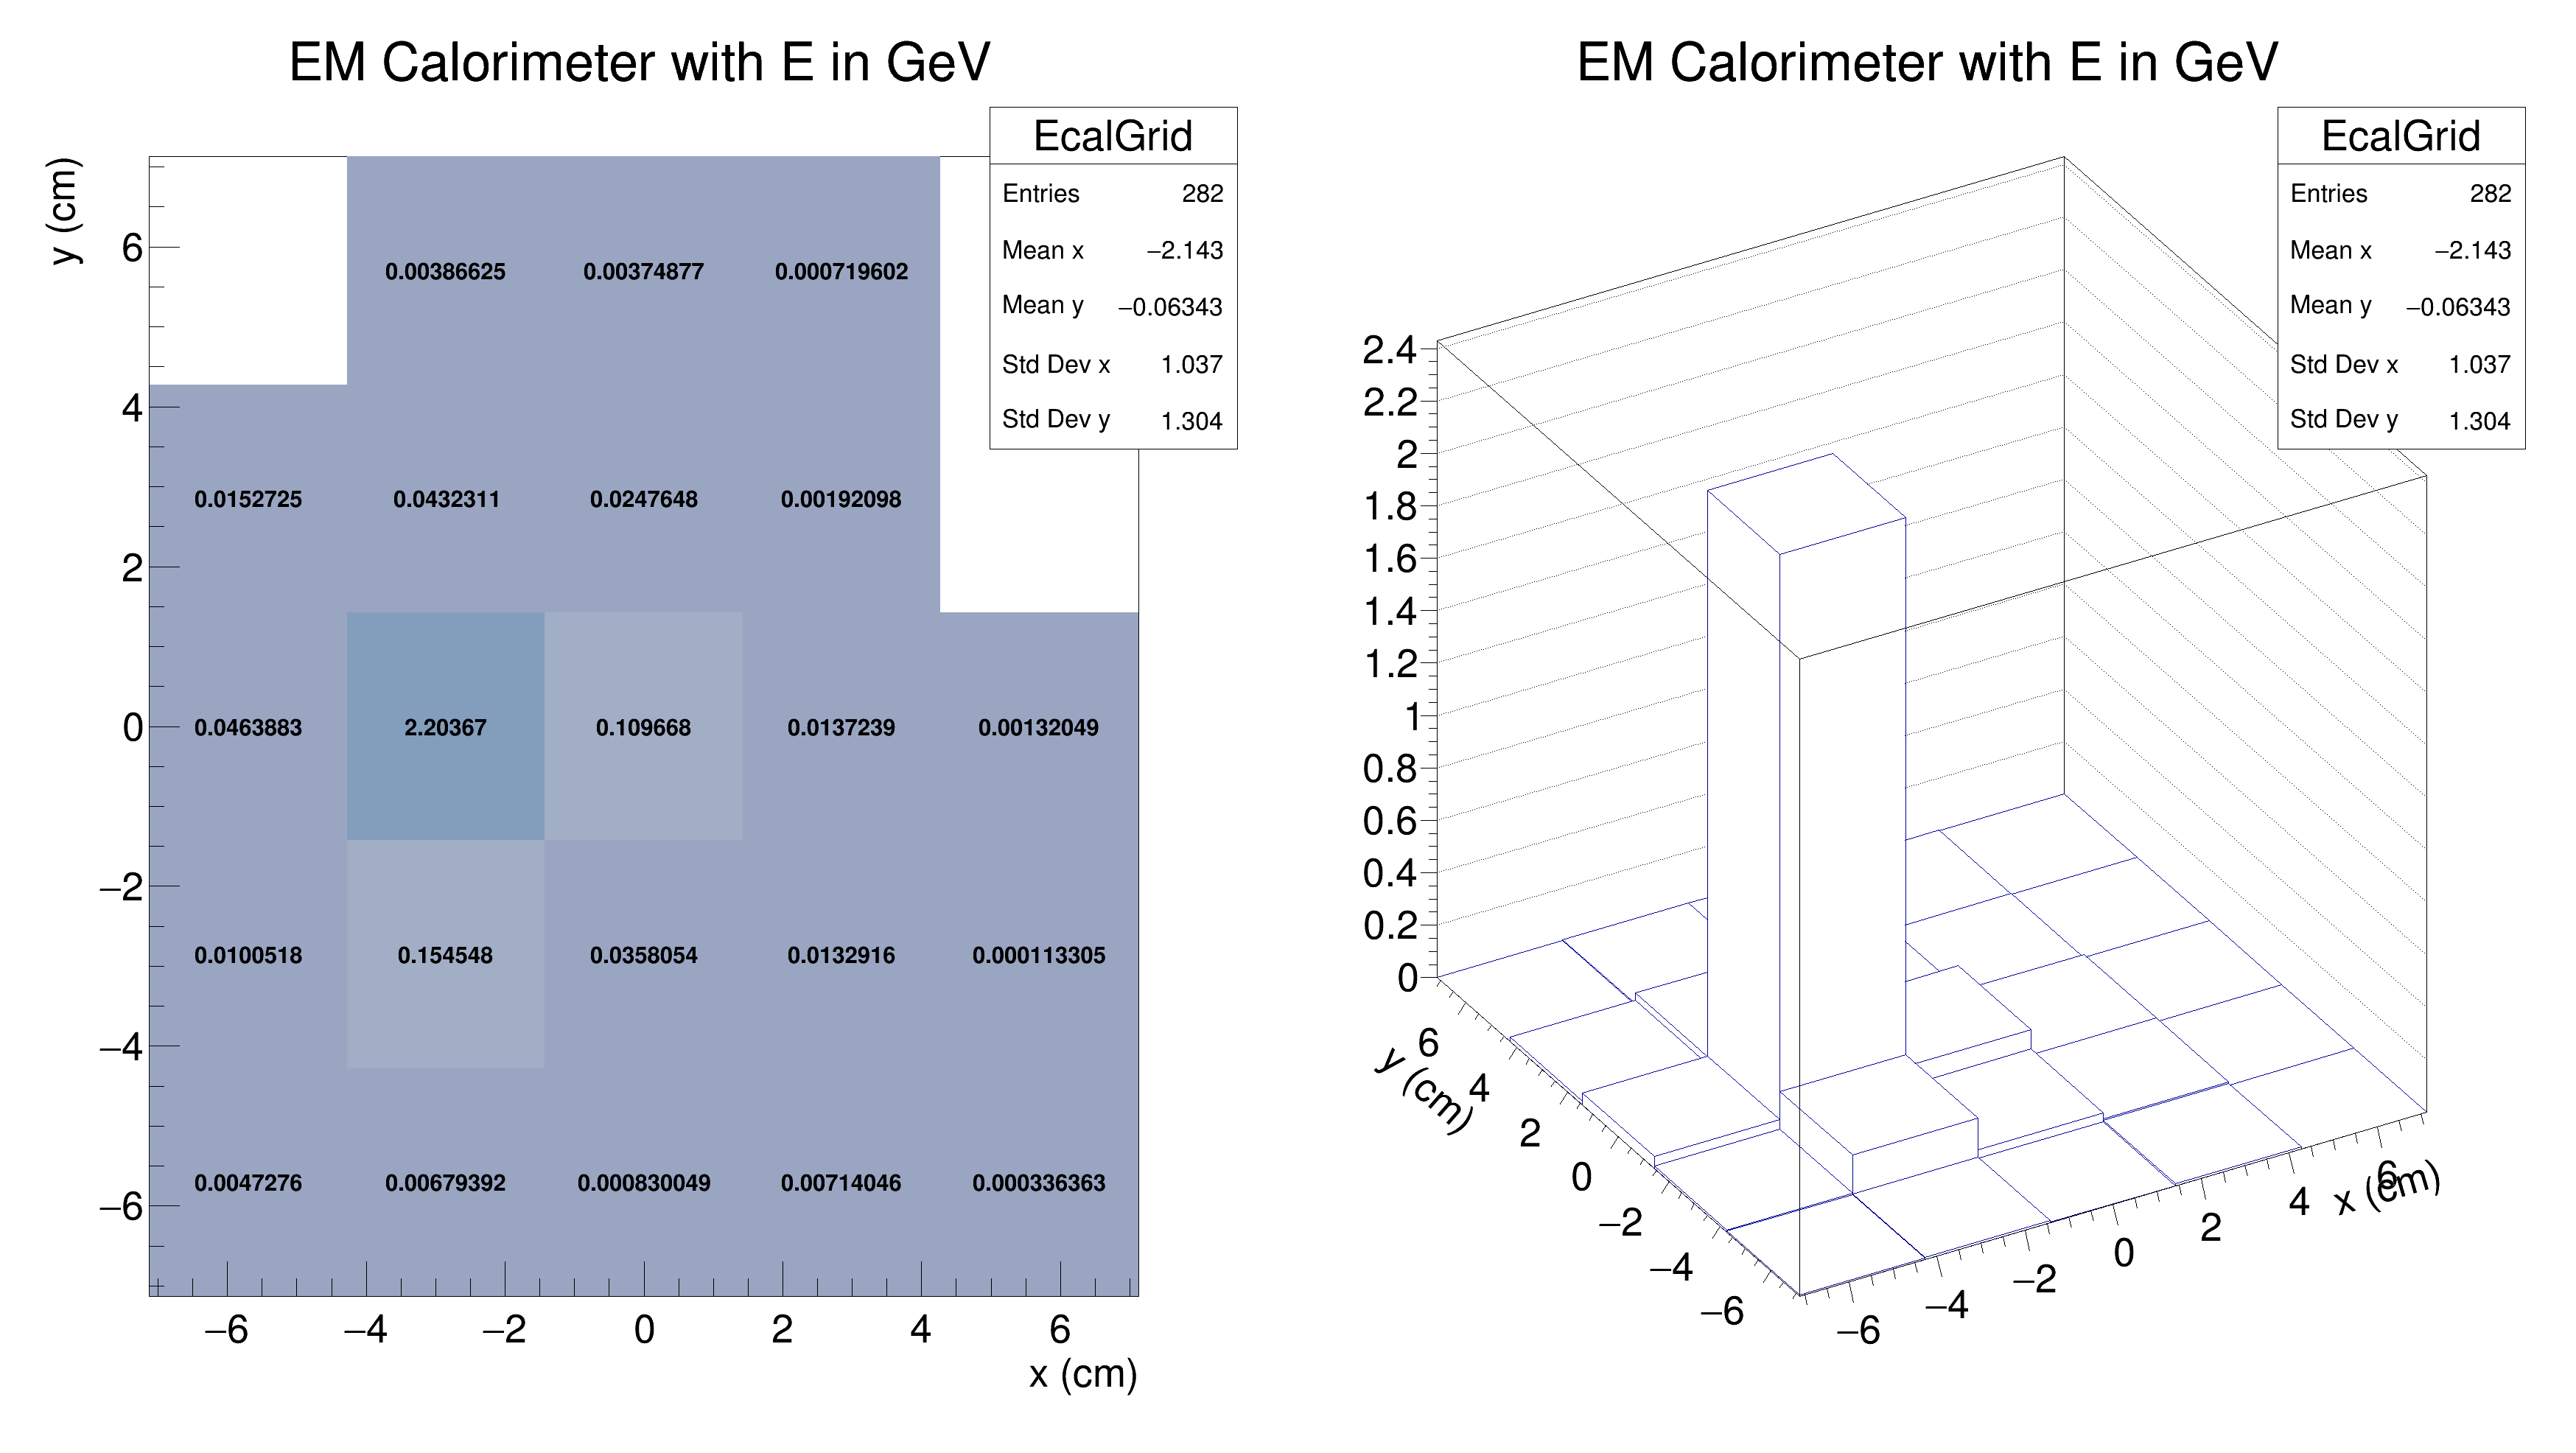 EM Calorimeter with E in GeV
EcalGrid
Entries 282
Mean x −2.143
Mean y −0.06343
Std Dev x 1.037
Std Dev y 1.304
y (cm)
6
4
2
0
−2
−4
−6
0.00386625 0.00374877 0.000719602
0.0152725 0.0432311 0.0247648 0.00192098
0.0463883 2.20367 0.109668 0.0137239 0.00132049
0.0100518 0.154548 0.0358054 0.0132916 0.000113305
0.0047276 0.00679392 0.000830049 0.00714046 0.000336363
−6 −4 −2 0 2 4 6
x (cm)
EM Calorimeter with E in GeV
EcalGrid
Entries 282
Mean x −2.143
Mean y −0.06343
Std Dev x 1.037
Std Dev y 1.304
2.4
2.2
2
1.8
1.6
1.4
1.2
1
0.8
0.6
0.4
0.2
0
6
4
2
0
−2
−4
−6
y (cm)
−6 −4 −2 0 2 4 6
x (cm)